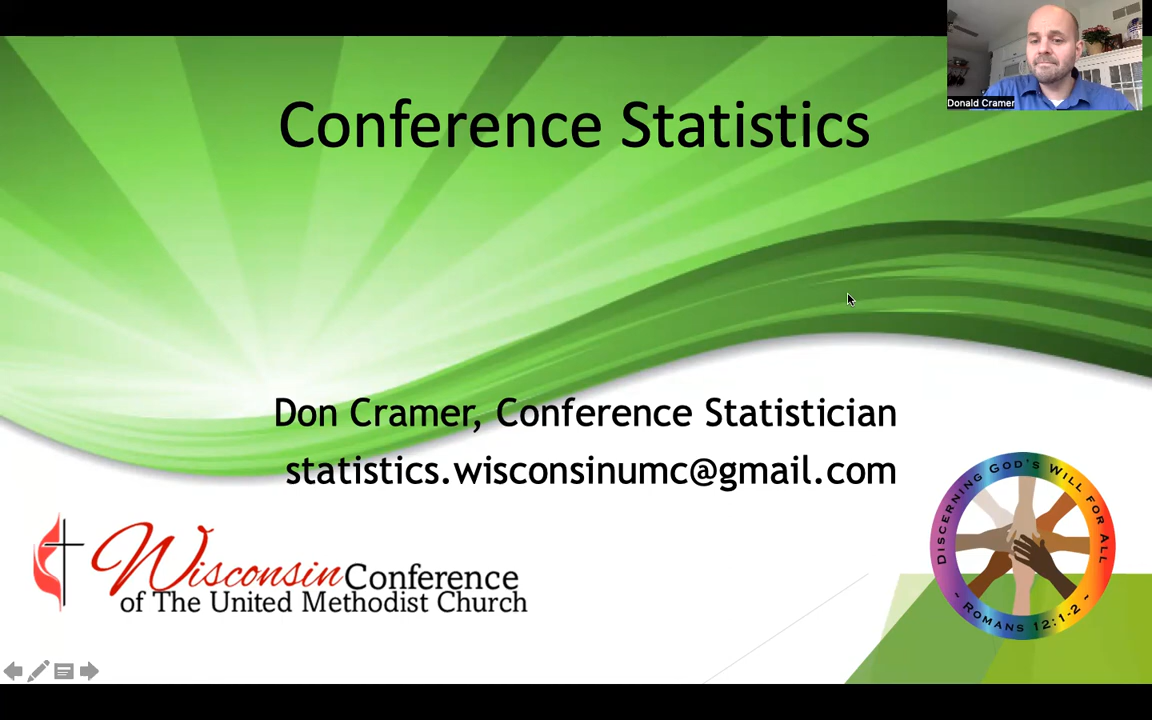 Donald Cramer
Conference Statistics
Don Cramer, Conference Statistician
statistics.wisconsinumc@gmail.com
Wisconsin Conference
of The United Methodist Church
DISCERNING GOD'S WILL FOR ALL
~ ROMANS 12:1-2 ~